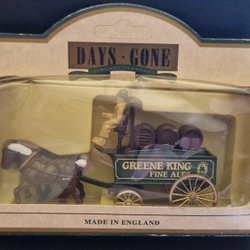 DAYS · GONE
GREENE KING
FINE ALES
MADE IN ENGLAND